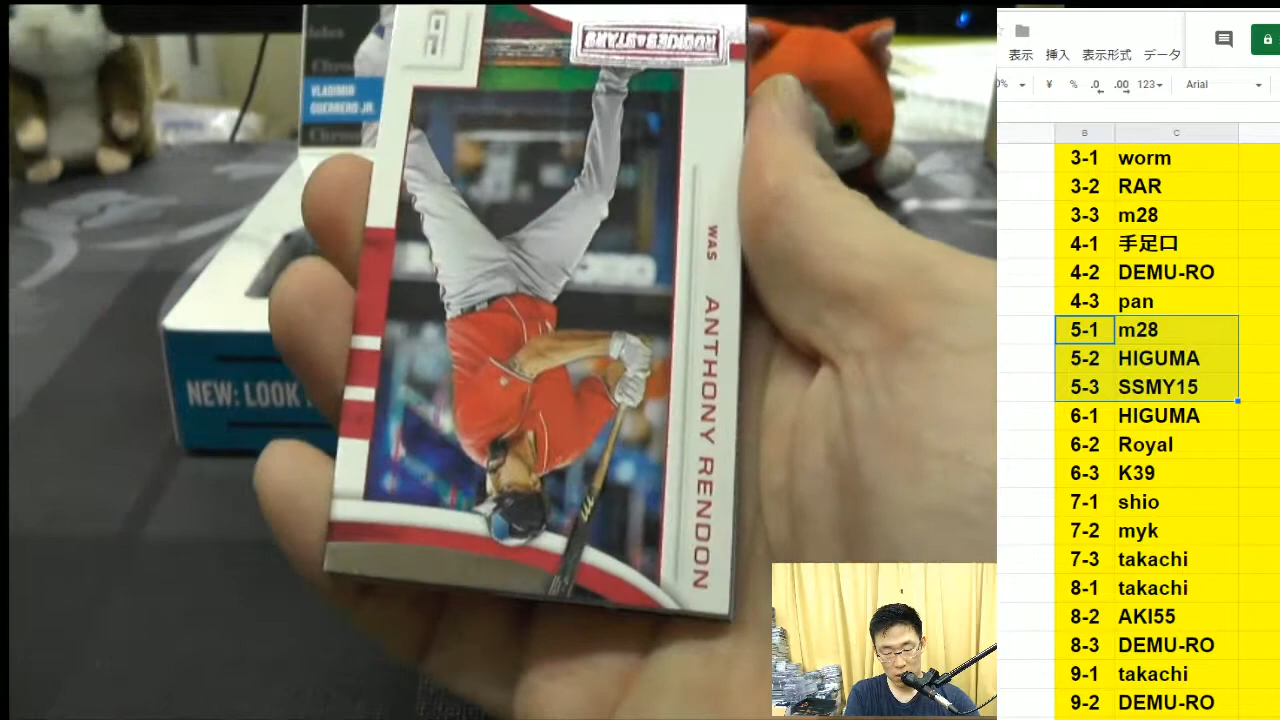 VLADIMIR
GUERRERO JR.
Chro
NEW: LOOK
ROOKIES & STARS
WAS
ANTHONY RENDON
表示 挿入 表示形式 データ
0% ¥ % .0 .00 123 Arial
B C
3-1 worm
3-2 RAR
3-3 m28
4-1 手足口
4-2 DEMU-RO
4-3 pan
5-1 m28
5-2 HIGUMA
5-3 SSMY15
6-1 HIGUMA
6-2 Royal
6-3 K39
7-1 shio
7-2 myk
7-3 takachi
8-1 takachi
8-2 AKI55
8-3 DEMU-RO
9-1 takachi
9-2 DEMU-RO